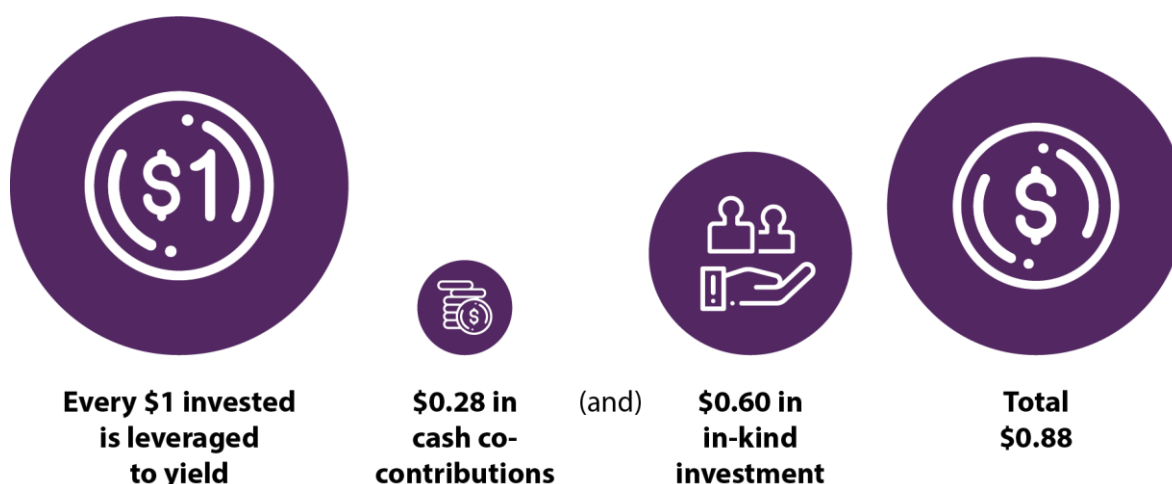 $1
$
$
Every $1 invested
is leveraged
to yield
$0.28 in
cash co-
contributions
(and)
$0.60 in
in-kind
investment
Total
$0.88